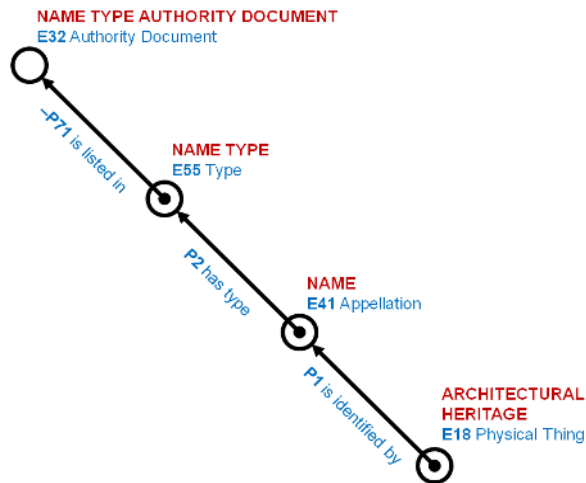 NAME TYPE AUTHORITY DOCUMENT
E32 Authority Document
–P71 is listed in
NAME TYPE
E55 Type
P2 has type
NAME
E41 Appellation
P1 is identified by
ARCHITECTURAL
HERITAGE
E18 Physical Thing